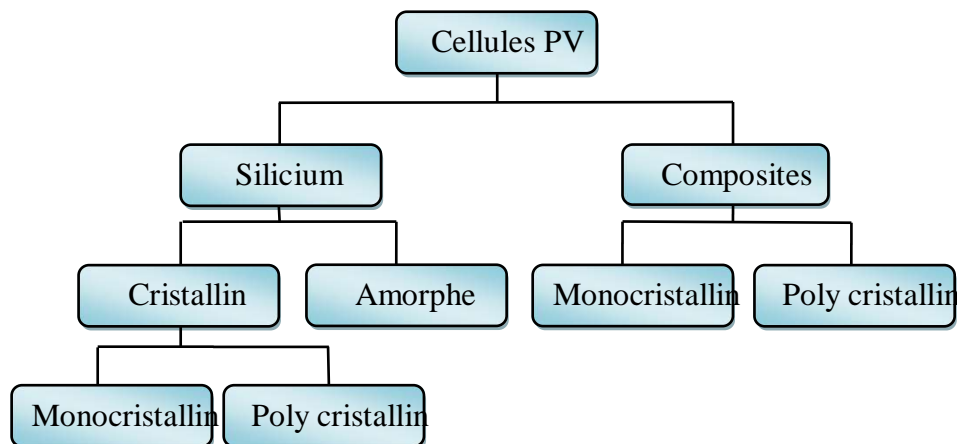 Cellules PV
Silicium
Composites
Cristallin
Amorphe
Monocristallin
Poly cristallin
Monocristallin
Poly cristallin